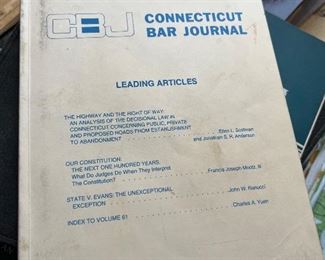 CBJ CONNECTICUT
BAR JOURNAL
LEADING ARTICLES
THE HIGHWAY AND THE RIGHT OF WAY:
AN ANALYSIS OF THE DECISIONAL LAW IN
CONNECTICUT CONCERNING PUBLIC, PRIVATE
AND PROPOSED ROADS FROM ESTABLISHMENT
TO ABANDONMENT Ellen L.
and Jonathan S. H. Anderson
OUR CONSTITUTION:
THE NEXT ONE HUNDRED YEARS.
What Do Judges Do When They Interpret
The Constitution? Francis Joseph Mootz, III
STATE V. EVANS: THE UNEXCEPTIONAL
EXCEPTION John W.
INDEX TO VOLUME 61 Charles A. Yuen